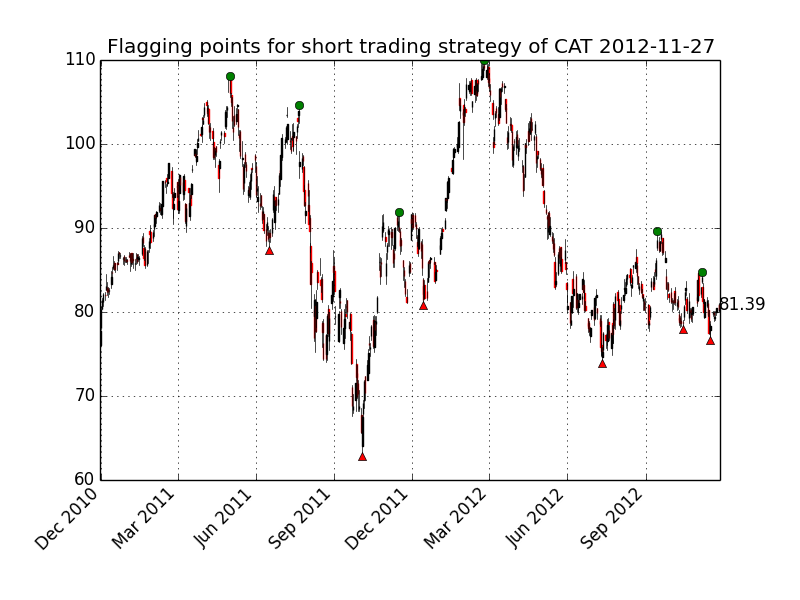 Flagging points for short trading strategy of CAT 2012-11-27
110
100
90
80
70
60
81.39
Dec 2010
Mar 2011
Jun 2011
Sep 2011
Dec 2011
Mar 2012
Jun 2012
Sep 2012